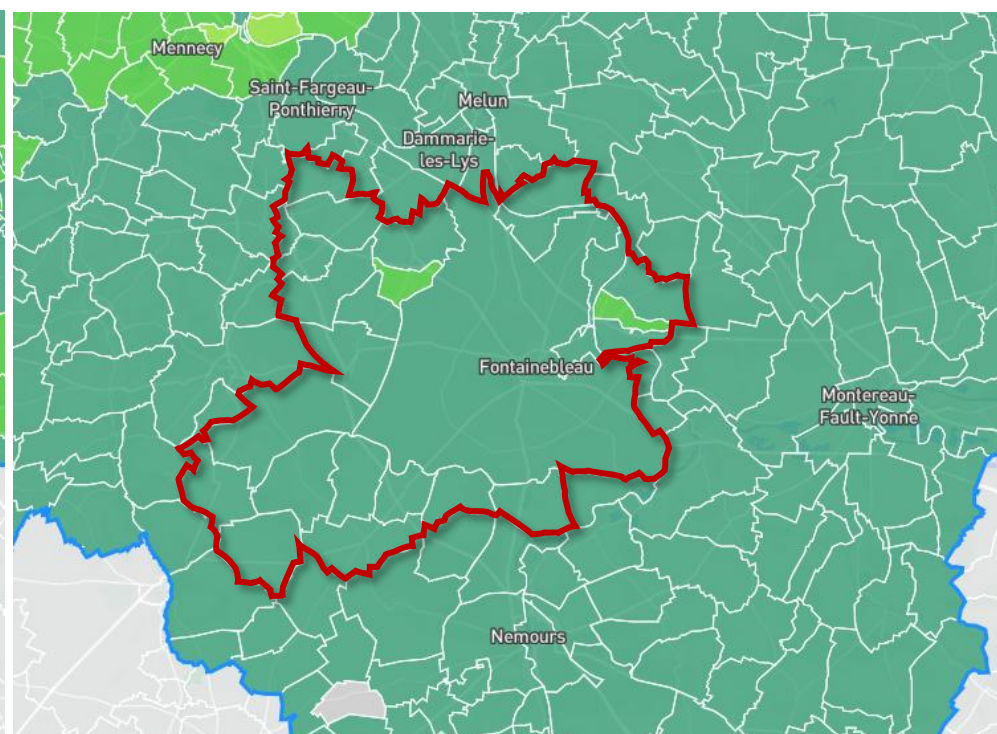 Mennecy
Saint-Fargeau-
Ponthierry
Melun
Dammarie-
les-Lys
Fontainebleau
Montereau-
Fault-Yonne
Nemours